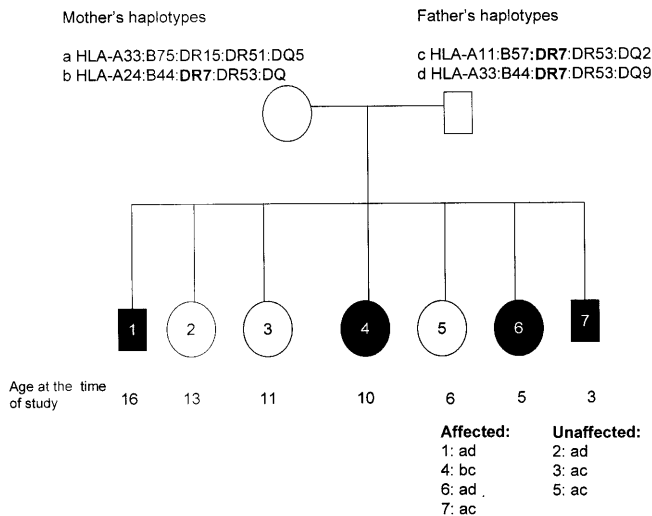 Mother's haplotypes
Father's haplotypes
a HLA-A33:B75:DR15:DR51:DQ5
b HLA-A24:B44:DR7:DR53:DQ
c HLA-A11:B57:DR7:DR53:DQ2
d HLA-A33:B44:DR7:DR53:DQ9
1 2 3 4 5 6 7
Age at the time
of study
16 13 11 10 6 5 3
Affected:
1: ad
4: bc
6: ad .
7: ac
Unaffected:
2: ad
3: ac
5: ac